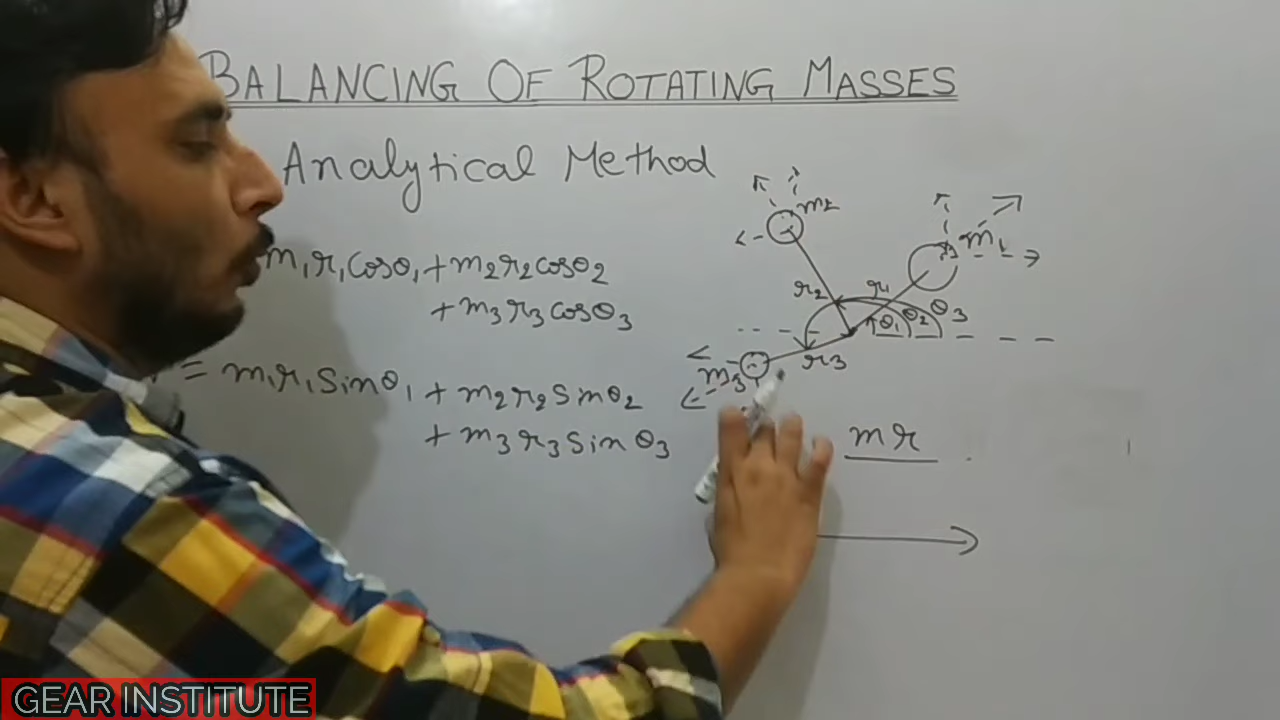 BALANCING OF ROTATING MASSES
Analytical Method
m1r1cosθ1+m2r2cosθ2
+m3r3cosθ3
= m1r1sinθ1+m2r2sinθ2
+m3r3sinθ3
m2
m1
r2
r1
θ1 θ2 θ3
m3
r3
mr
GEAR INSTITUTE